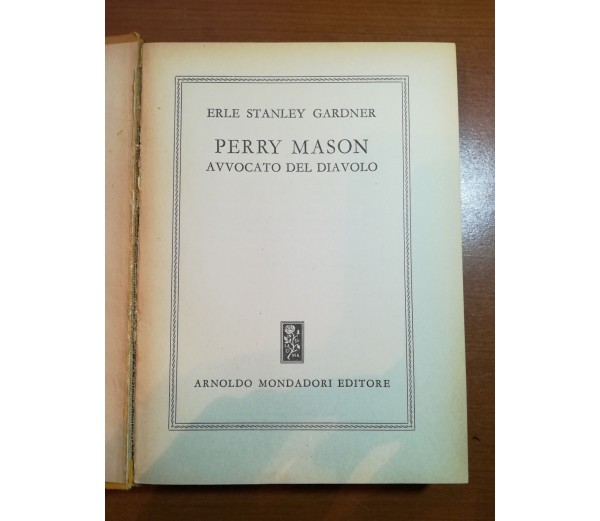 ERLE STANLEY GARDNER
PERRY MASON
AVVOCATO DEL DIAVOLO
ARNOLDO MONDADORI EDITORE